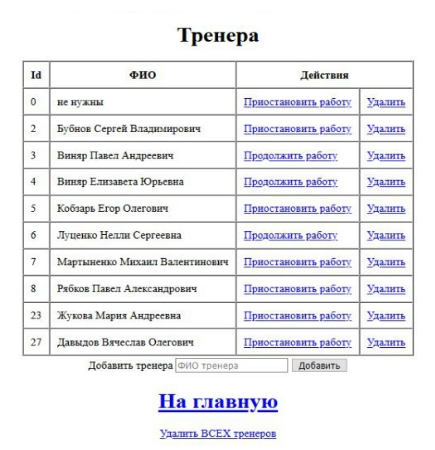 Тренера
Id ФИО Действия
0 не нужны Приостановить работу Удалить
2 Бубнов Сергей Владимирович Приостановить работу Удалить
3 Виняр Павел Андреевич Продолжить работу Удалить
4 Виняр Елизавета Юрьевна Продолжить работу Удалить
5 Кобзарь Егор Олегович Приостановить работу Удалить
6 Луценко Нелли Сергеевна Продолжить работу Удалить
7 Мартыненко Михаил Валентинович Приостановить работу Удалить
8 Рябков Павел Александрович Приостановить работу Удалить
23 Жукова Мария Андреевна Приостановить работу Удалить
27 Давыдов Вячеслав Олегович Приостановить работу Удалить
Добавить тренера ФИО тренера Добавить
На главную
Удалить ВСЕХ тренеров